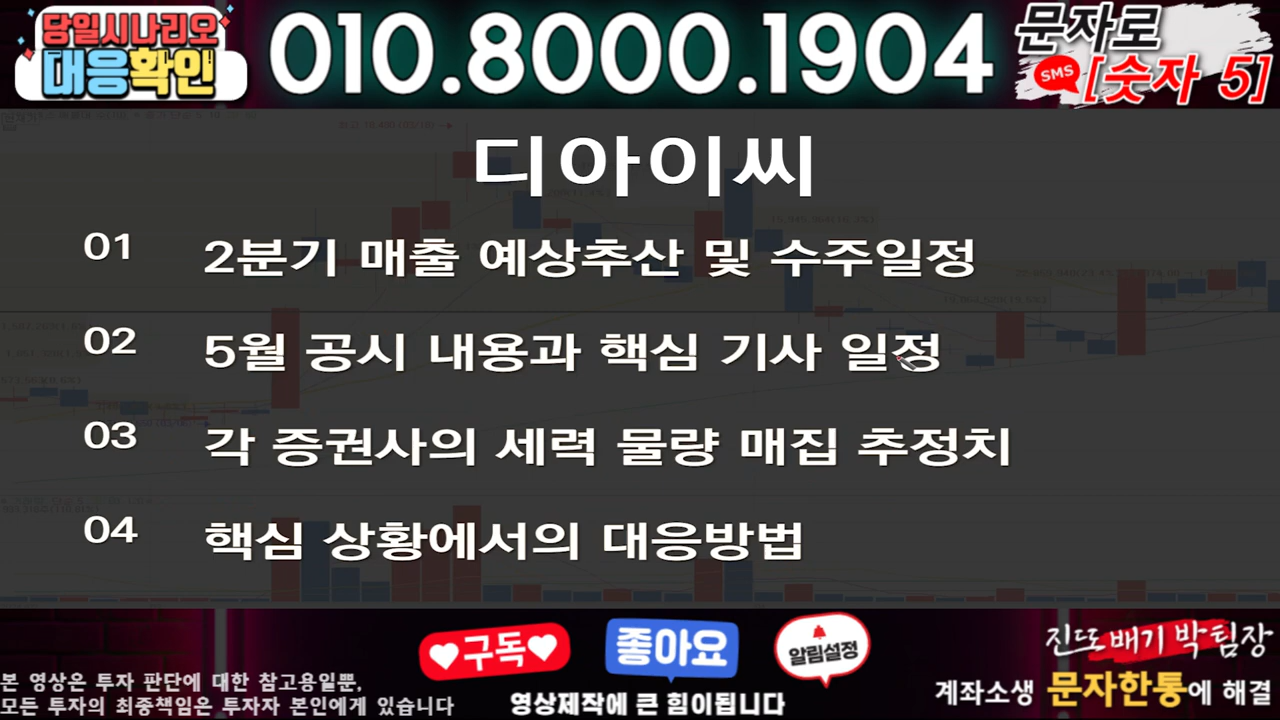 당일시나리오
대응확인
010.8000.1904
문자로
SMS [숫자 5]
디아이씨
01 2분기 매출 예상추산 및 수주일정
02 5월 공시 내용과 핵심 기사 일정
03 각 증권사의 세력 물량 매집 추정치
04 핵심 상황에서의 대응방법
구독
좋아요
알림설정
영상제작에 큰 힘이됩니다
본 영상은 투자 판단에 대한 참고용일뿐,
모든 투자의 최종책임은 투자자 본인에게 있습니다
진또배기 박팀장
계좌소생 문자한통에 해결